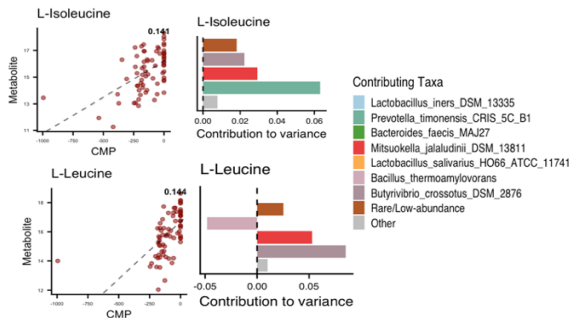 L-Isoleucine
0.141
17
15
13
11
Metabolite
-1000
-750
-500
-250
0
CMP
L-Isoleucine
0.00
0.02
0.04
0.06
Contribution to variance
L-Leucine
0.144
18
16
14
12
Metabolite
-1000
-750
-500
-250
0
CMP
L-Leucine
-0.05
0.00
0.05
Contribution to variance
Contributing Taxa
Lactobacillus_iners_DSM_13335
Prevotella_timonensis_CRIS_5C_B1
Bacteroides_faecis_MAJ27
Mitsuokella_jalaludinii_DSM_13811
Lactobacillus_salivarius_HO66_ATCC_11741
Bacillus_thermoamylovorans
Butyrivibrio_crossotus_DSM_2876
Rare/Low-abundance
Other